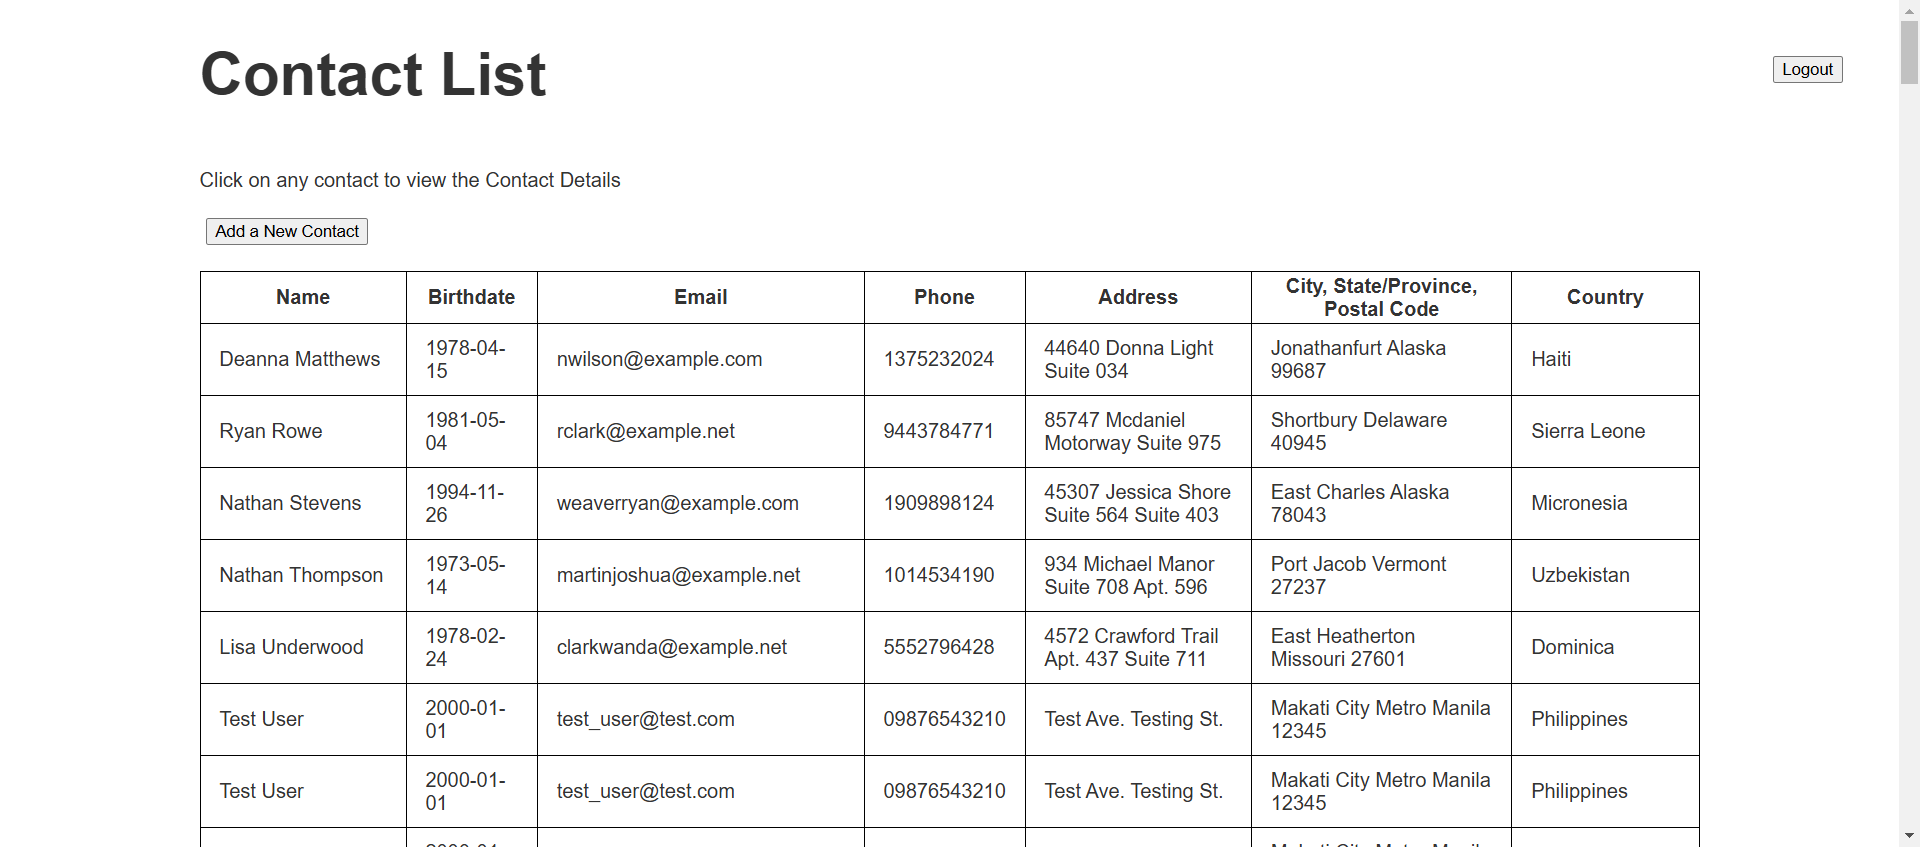 Contact List
Logout
Click on any contact to view the Contact Details
Add a New Contact
Name Birthdate Email Phone Address City, State/Province, Postal Code Country
Deanna Matthews 1978-04-15 nwilson@example.com 1375232024 44640 Donna Light Suite 034 Jonathanfurt Alaska 99687 Haiti
Ryan Rowe 1981-05-04 rclark@example.net 9443784771 85747 Mcdaniel Motorway Suite 975 Shortbury Delaware 40945 Sierra Leone
Nathan Stevens 1994-11-26 weaverryan@example.com 1909898124 45307 Jessica Shore Suite 564 Suite 403 East Charles Alaska 78043 Micronesia
Nathan Thompson 1973-05-14 martinjoshua@example.net 1014534190 934 Michael Manor Suite 708 Apt. 596 Port Jacob Vermont 27237 Uzbekistan
Lisa Underwood 1978-02-24 clarkwanda@example.net 5552796428 4572 Crawford Trail Apt. 437 Suite 711 East Heatherton Missouri 27601 Dominica
Test User 2000-01-01 test_user@test.com 09876543210 Test Ave. Testing St. Makati City Metro Manila 12345 Philippines
Test User 2000-01-01 test_user@test.com 09876543210 Test Ave. Testing St. Makati City Metro Manila 12345 Philippines